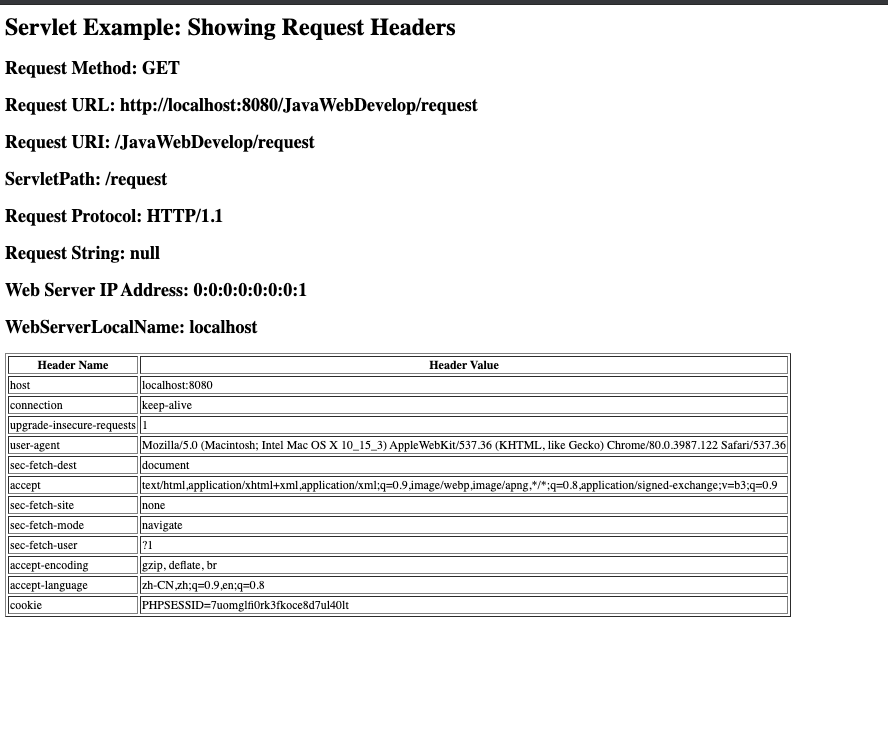 Servlet Example: Showing Request Headers
Request Method: GET
Request URL: http://localhost:8080/JavaWebDevelop/request
Request URI: /JavaWebDevelop/request
ServletPath: /request
Request Protocol: HTTP/1.1
Request String: null
Web Server IP Address: 0:0:0:0:0:0:0:1
WebServerLocalName: localhost
Header Name Header Value
host localhost:8080
connection keep-alive
upgrade-insecure-requests 1
user-agent Mozilla/5.0 (Macintosh; Intel Mac OS X 10_15_3) AppleWebKit/537.36 (KHTML, like Gecko) Chrome/80.0.3987.122 Safari/537.36
sec-fetch-dest document
accept text/html,application/xhtml+xml,application/xml;q=0.9,image/webp,image/apng,*/*;q=0.8,application/signed-exchange;v=b3;q=0.9
sec-fetch-site none
sec-fetch-mode navigate
sec-fetch-user ?1
accept-encoding gzip, deflate, br
accept-language zh-CN,zh;q=0.9,en;q=0.8
cookie PHPSESSID=7uomglfi0rk3fkoce8d7ul40lt